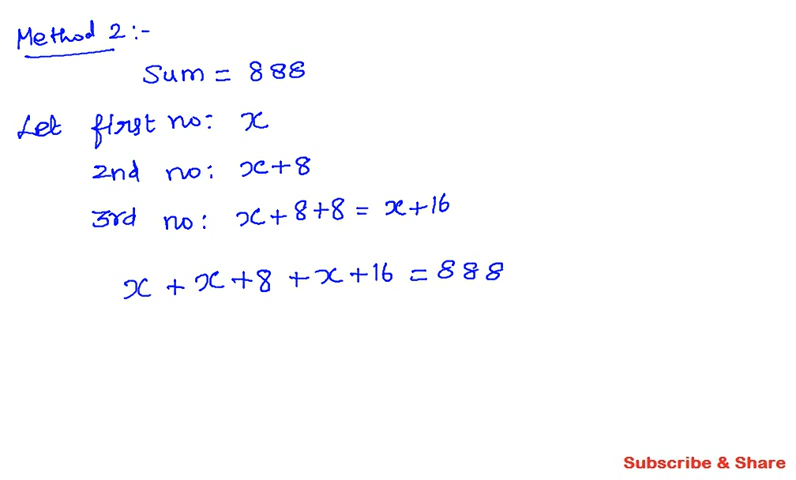 Method 2:-
Sum = 888
Let first no: x
2nd no: x+8
3rd no: x+8+8 = x+16
x + x+8 + x+16 = 888
Subscribe & Share